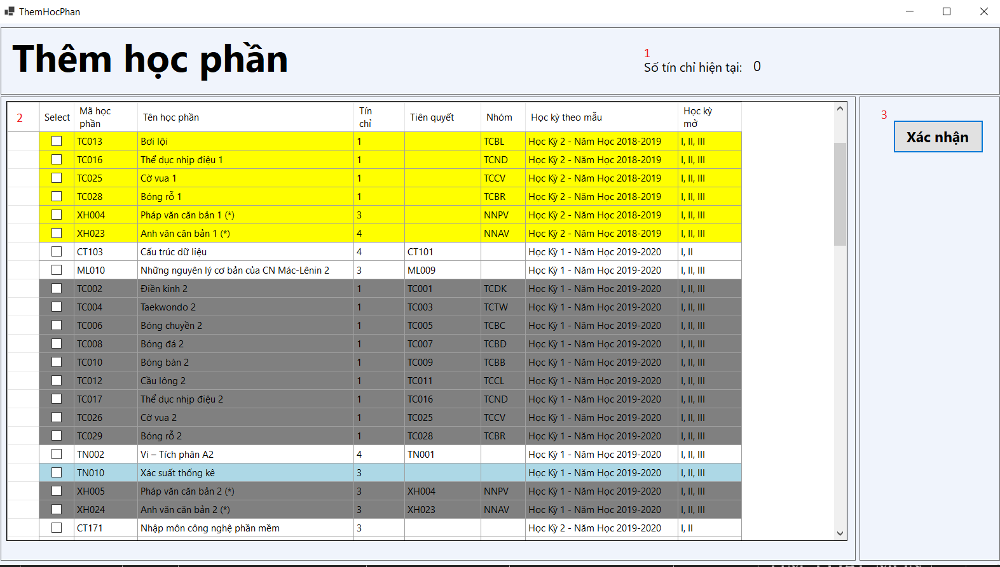 ThemHocPhan
Thêm học phần
1
Số tín chỉ hiện tại: 0
2 Select Mã học phần Tên học phần Tín chỉ Tiên quyết Nhóm Học kỳ theo mẫu Học kỳ mở
TC013 Bơi lội 1 TCBL Học Kỳ 2 - Năm Học 2018-2019 I, II, III
TC016 Thể dục nhịp điệu 1 1 TCND Học Kỳ 2 - Năm Học 2018-2019 I, II, III
TC025 Cờ vua 1 1 TCCV Học Kỳ 2 - Năm Học 2018-2019 I, II, III
TC028 Bóng rổ 1 1 TCBR Học Kỳ 2 - Năm Học 2018-2019 I, II, III
XH004 Pháp văn căn bản 1 (*) 3 NNPV Học Kỳ 2 - Năm Học 2018-2019 I, II, III
XH023 Anh văn căn bản 1 (*) 4 NNAV Học Kỳ 2 - Năm Học 2018-2019 I, II, III
CT103 Cấu trúc dữ liệu 4 CT101 Học Kỳ 1 - Năm Học 2019-2020 I, II
ML010 Những nguyên lý cơ bản của CN Mác-Lênin 2 3 ML009 Học Kỳ 1 - Năm Học 2019-2020 I, II, III
TC002 Điền kinh 2 1 TC001 TCDK Học Kỳ 1 - Năm Học 2019-2020 I, II, III
TC004 Taekwondo 2 1 TC003 TCTW Học Kỳ 1 - Năm Học 2019-2020 I, II, III
TC006 Bóng chuyền 2 1 TC005 TCBC Học Kỳ 1 - Năm Học 2019-2020 I, II, III
TC008 Bóng đá 2 1 TC007 TCBD Học Kỳ 1 - Năm Học 2019-2020 I, II, III
TC010 Bóng bàn 2 1 TC009 TCBB Học Kỳ 1 - Năm Học 2019-2020 I, II, III
TC012 Cầu lông 2 1 TC011 TCCL Học Kỳ 1 - Năm Học 2019-2020 I, II, III
TC017 Thể dục nhịp điệu 2 1 TC016 TCND Học Kỳ 1 - Năm Học 2019-2020 I, II, III
TC026 Cờ vua 2 1 TC025 TCCV Học Kỳ 1 - Năm Học 2019-2020 I, II, III
TC029 Bóng rổ 2 1 TC028 TCBR Học Kỳ 1 - Năm Học 2019-2020 I, II, III
TN002 Vi – Tích phân A2 4 TN001 Học Kỳ 1 - Năm Học 2019-2020 I, II, III
TN010 Xác suất thống kê 3 Học Kỳ 1 - Năm Học 2019-2020 I, II, III
XH005 Pháp văn căn bản 2 (*) 3 XH004 NNPV Học Kỳ 1 - Năm Học 2019-2020 I, II, III
XH024 Anh văn căn bản 2 (*) 3 XH023 NNAV Học Kỳ 1 - Năm Học 2019-2020 I, II, III
CT171 Nhập môn công nghệ phần mềm 3 Học Kỳ 2 - Năm Học 2019-2020 I, II
3
Xác nhận